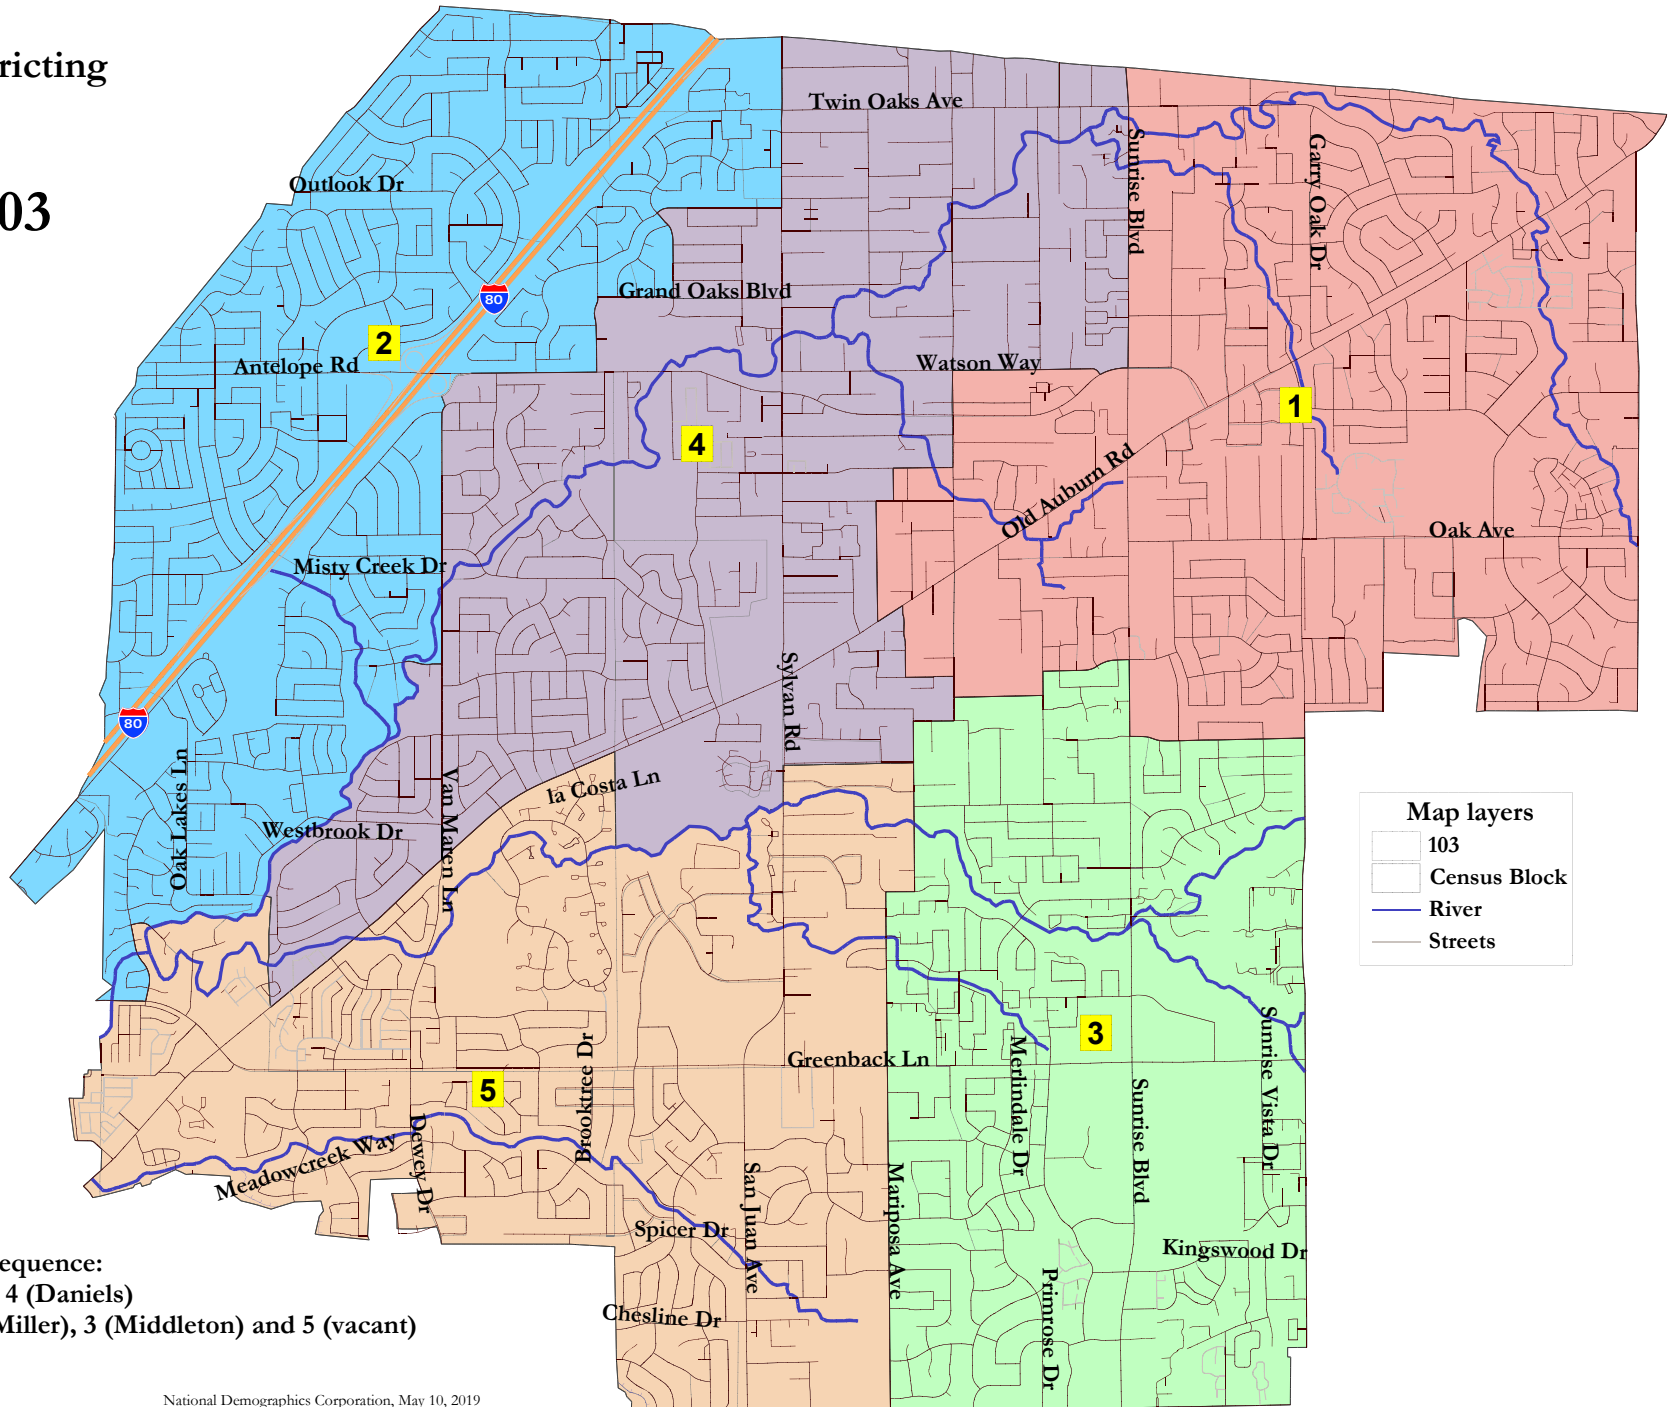 ricting
03
Twin Oaks Ave
Sunrise Blvd
Garry Oak Dr
Outlook Dr
Grand Oaks Blvd
80
2
Antelope Rd
Watson Way
1
4
Old Auburn Rd
Oak Ave
Misty Creek Dr
Sylvan Rd
80
Oak Lakes Ln
Van Maren Ln
la Costa Ln
Westbrook Dr
Map layers
103
Census Block
River
Streets
3
Sunrise Vista Dr
Merlindale Dr
Greenback Ln
5
Brooktree Dr
Dewey Dr
Meadowcreek Way
Sunrise Blvd
San Juan Ave
Mariposa Ave
Spicer Dr
Kingswood Dr
Primrose Dr
Chesline Dr
equence:
4 (Daniels)
Miller), 3 (Middleton) and 5 (vacant)
National Demographics Corporation, May 10, 2019